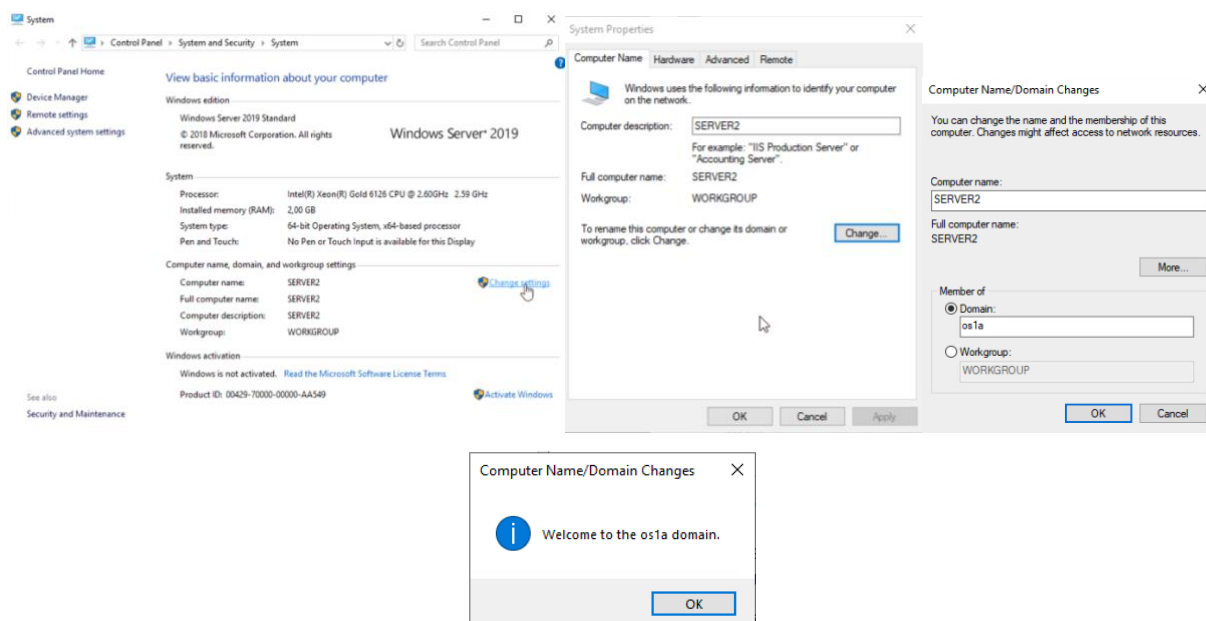 System
Control Panel > System and Security > System
Search Control Panel
Control Panel Home
Device Manager
Remote settings
Advanced system settings
See also
Security and Maintenance
View basic information about your computer
Windows edition
Windows Server 2019 Standard
© 2018 Microsoft Corporation. All rights
reserved.
Windows Server® 2019
System
Processor: Intel(R) Xeon(R) Gold 6126 CPU @ 2.60GHz 2.59 GHz
Installed memory (RAM): 2,00 GB
System type: 64-bit Operating System, x64-based processor
Pen and Touch: No Pen or Touch Input is available for this Display
Computer name, domain, and workgroup settings
Computer name: SERVER2
Change settings
Full computer name: SERVER2
Computer description: SERVER2
Workgroup: WORKGROUP
Windows activation
Windows is not activated. Read the Microsoft Software License Terms
Product ID: 00429-70000-00000-AA549
Activate Windows
System Properties
Computer Name Hardware Advanced Remote
Windows uses the following information to identify your computer
on the network.
Computer description: SERVER2
For example: "IIS Production Server" or
"Accounting Server".
Full computer name: SERVER2
Workgroup: WORKGROUP
To rename this computer or change its domain or
workgroup, click Change.
Change...
OK Cancel Apply
Computer Name/Domain Changes
You can change the name and the membership of this
computer. Changes might affect access to network resources.
Computer name:
SERVER2
Full computer name:
SERVER2
More...
Member of
Domain:
os1a
Workgroup:
WORKGROUP
OK Cancel
Computer Name/Domain Changes
Welcome to the os1a domain.
OK